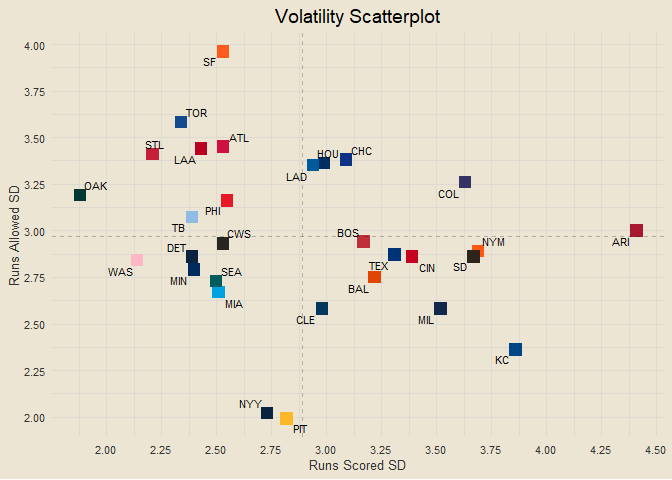 Volatility Scatterplot
4.00
SF
3.75
TOR
3.50
STL
ATL
LAA
HOU
CHC
LAD
3.25
OAK
COL
PHI
TB
CWS
3.00
BOS
ARI
NYM
DET
WAS
MIN
SEA
TEX
CIN
SD
2.75
BAL
MIA
CLE
MIL
2.50
KC
2.25
NYY
2.00
PIT
Runs Allowed SD
2.00 2.25 2.50 2.75 3.00 3.25 3.50 3.75 4.00 4.25 4.50
Runs Scored SD